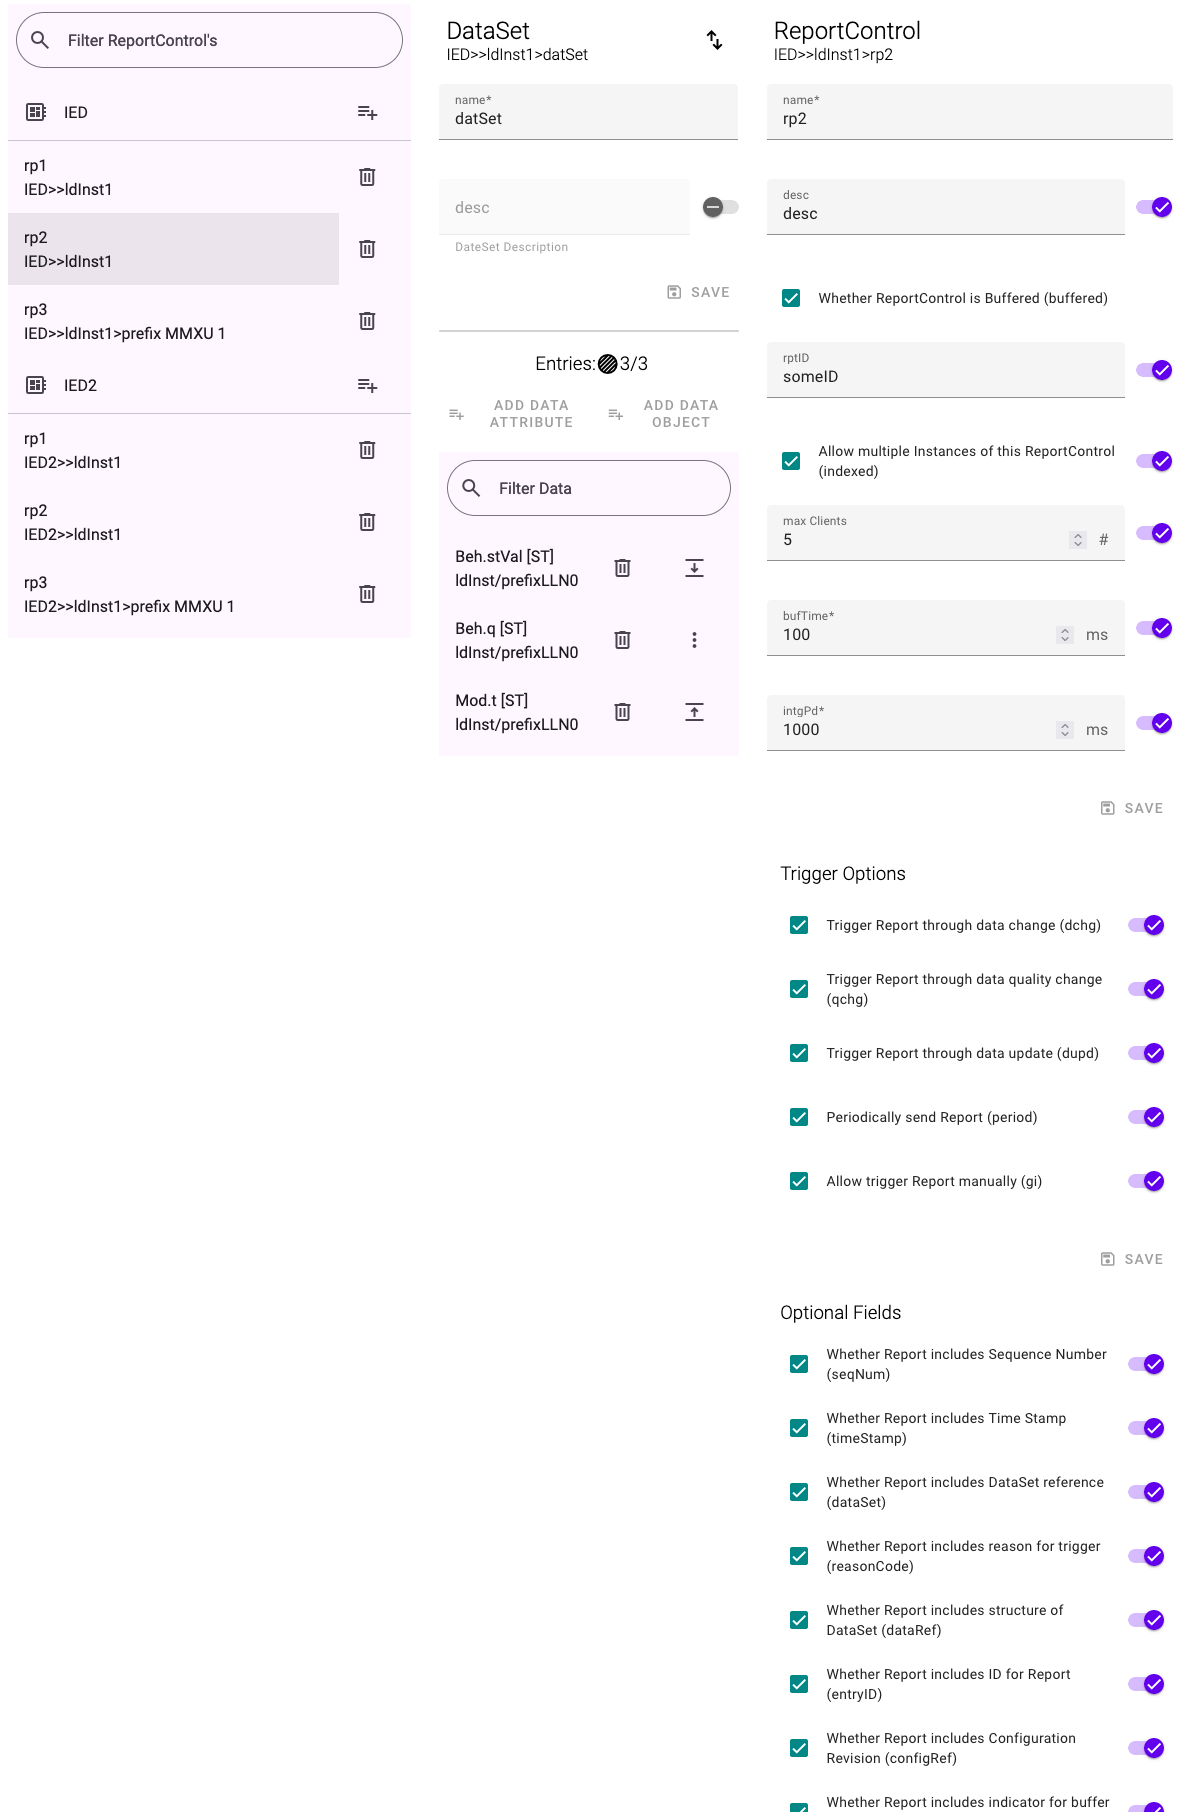 Filter ReportControl's
IED
rp1
IED>>ldInst1
rp2
IED>>ldInst1
rp3
IED>>ldInst1>prefix MMXU 1
IED2
rp1
IED2>>ldInst1
rp2
IED2>>ldInst1
rp3
IED2>>ldInst1>prefix MMXU 1
DataSet
IED>>ldInst1>datSet
name*
datSet
desc
DateSet Description
SAVE
Entries: 3/3
ADD DATA
ATTRIBUTE
ADD DATA
OBJECT
Filter Data
Beh.stVal [ST]
ldInst/prefixLLN0
Beh.q [ST]
ldInst/prefixLLN0
Mod.t [ST]
ldInst/prefixLLN0
ReportControl
IED>>ldInst1>rp2
name*
rp2
desc
desc
Whether ReportControl is Buffered (buffered)
rptID
someID
Allow multiple Instances of this ReportControl
(indexed)
max Clients
5 #
bufTime*
100 ms
intgPd*
1000 ms
SAVE
Trigger Options
Trigger Report through data change (dchg)
Trigger Report through data quality change
(qchg)
Trigger Report through data update (dupd)
Periodically send Report (period)
Allow trigger Report manually (gi)
SAVE
Optional Fields
Whether Report includes Sequence Number
(seqNum)
Whether Report includes Time Stamp
(timeStamp)
Whether Report includes DataSet reference
(dataSet)
Whether Report includes reason for trigger
(reasonCode)
Whether Report includes structure of
DataSet (dataRef)
Whether Report includes ID for Report
(entryID)
Whether Report includes Configuration
Revision (configRef)
Whether Report includes indicator for buffer